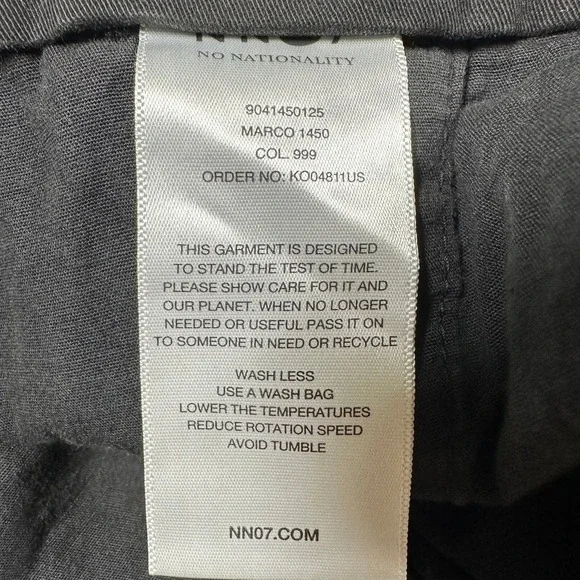 NN07
NO NATIONALITY
9041450125
MARCO 1450
COL. 999
ORDER NO: KO04811US
THIS GARMENT IS DESIGNED
TO STAND THE TEST OF TIME.
PLEASE SHOW CARE FOR IT AND
OUR PLANET. WHEN NO LONGER
NEEDED OR USEFUL PASS IT ON
TO SOMEONE IN NEED OR RECYCLE
WASH LESS
USE A WASH BAG
LOWER THE TEMPERATURES
REDUCE ROTATION SPEED
AVOID TUMBLE
NN07.COM